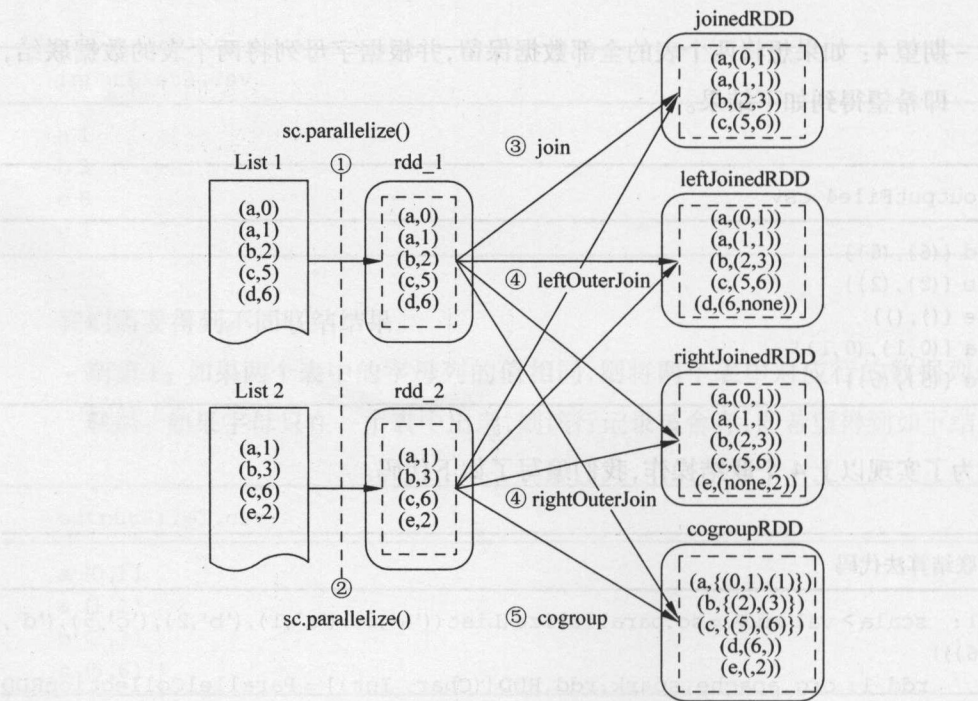 joinedRDD
(a,(0,1))
(a,(1,1))
(b,(2,3))
(c,(5,6))
sc.parallelize()
③ join
List 1
①
rdd_1
(a,0)
(a,1)
(b,2)
(c,5)
(d,6)
(a,0)
(a,1)
(b,2)
(c,5)
(d,6)
leftJoinedRDD
(a,(0,1))
(a,(1,1))
(b,(2,3))
(c,(5,6))
(d,(6,none))
④ leftOuterJoin
List 2
rdd_2
(a,1)
(b,3)
(c,6)
(e,2)
(a,1)
(b,3)
(c,6)
(e,2)
rightJoinedRDD
(a,(0,1))
(a,(1,1))
(b,(2,3))
(c,(5,6))
(e,(none,2))
④ rightOuterJoin
②
sc.parallelize()
⑤ cogroup
cogroupRDD
(a,{(0,1),(1)})
(b,{(2),(3)})
(c,{(5),(6)})
(d,(6,))
(e,(,2))